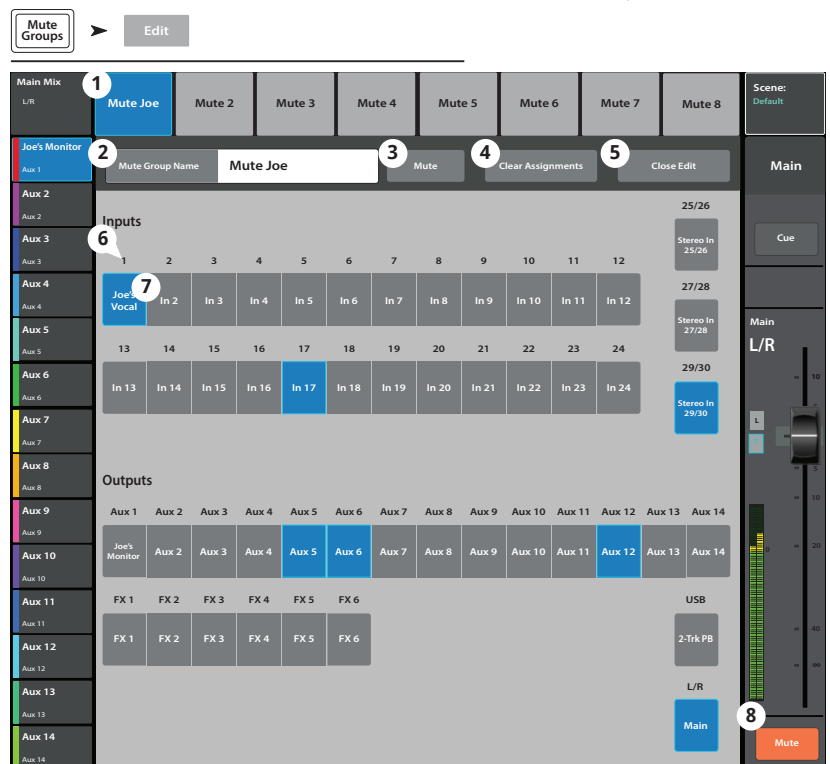 Mute Groups
Edit
Main Mix
L/R
1
Mute Joe
Mute 2
Mute 3
Mute 4
Mute 5
Mute 6
Mute 7
Mute 8
Scene:
Default
Joe's Monitor
Aux 1
2
Mute Group Name
Mute Joe
3
Mute
4
Clear Assignments
5
Close Edit
Main
Aux 2
Aux 2
Inputs
25/26
Aux 3
Aux 3
6
1 2 3 4 5 6 7 8 9 10 11 12
Stereo In
25/26
Cue
Aux 4
Aux 4
7
Joe's
Vocal
In 2 In 3 In 4 In 5 In 6 In 7 In 8 In 9 In 10 In 11 In 12
27/28
Stereo In
27/28
Main
L/R
Aux 5
Aux 5
13 14 15 16 17 18 19 20 21 22 23 24
29/30
Aux 6
Aux 6
In 13 In 14 In 15 In 16 In 17 In 18 In 19 In 20 In 21 In 22 In 23 In 24
Stereo In
29/30
10
L
5
10
20
0
40
∞
Aux 7
Aux 7
Aux 8
Aux 8
Outputs
Aux 9
Aux 9
Aux 1 Aux 2 Aux 3 Aux 4 Aux 5 Aux 6 Aux 7 Aux 8 Aux 9 Aux 10 Aux 11 Aux 12 Aux 13 Aux 14
Aux 10
Aux 10
Joe's
Monitor
Aux 2 Aux 3 Aux 4 Aux 5 Aux 6 Aux 7 Aux 8 Aux 9 Aux 10 Aux 11 Aux 12 Aux 13 Aux 14
Aux 11
Aux 11
FX 1 FX 2 FX 3 FX 4 FX 5 FX 6
USB
Aux 12
Aux 12
FX 1 FX 2 FX 3 FX 4 FX 5 FX 6
2-Trk PB
Aux 13
Aux 13
L/R
Main
Aux 14
Aux 14
8
Mute